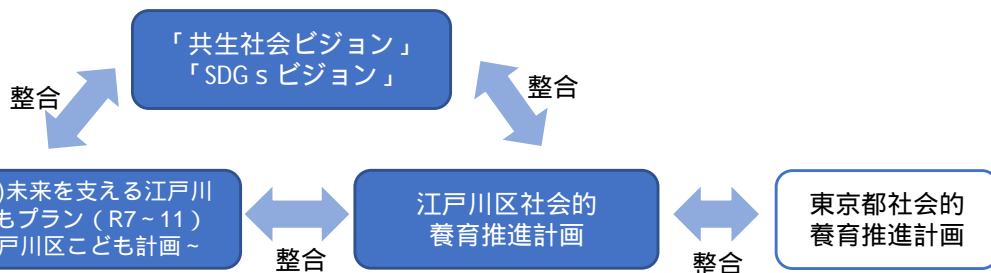 「共生社会ビジョン」
「SDGsビジョン」
整合
整合
)未来を支える江戸川
もプラン(R7~11)
戸川区こども計画~
江戸川区社会的
養育推進計画
東京都社会的
養育推進計画
整合
整合